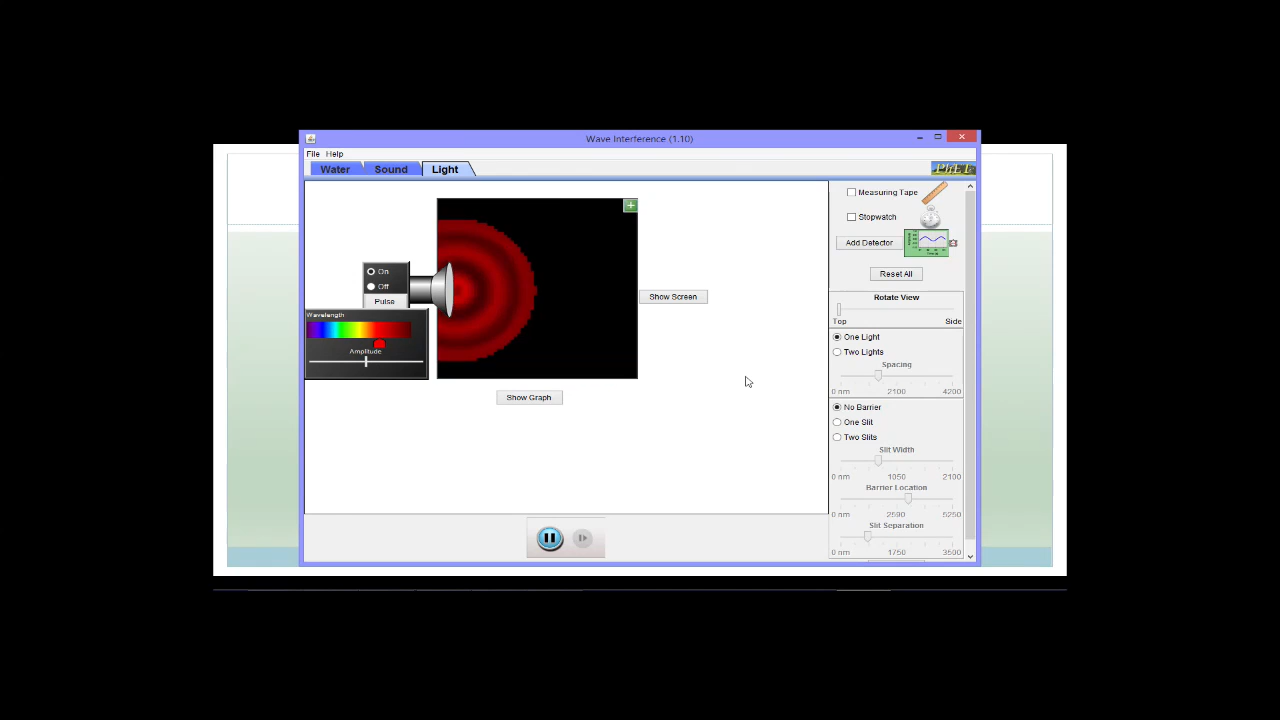 Wave Interference (1.10)
File Help
Water Sound Light
PhET
Measuring Tape
Stopwatch
Add Detector
Reset All
Rotate View
Top Side
On
Off
Pulse
Wavelength
Amplitude
Show Screen
Show Graph
One Light
Two Lights
Spacing
0 nm 2100 4200
No Barrier
One Slit
Two Slits
Slit Width
0 nm 1050 2100
Barrier Location
0 nm 2590 5250
Slit Separation
0 nm 1750 3500